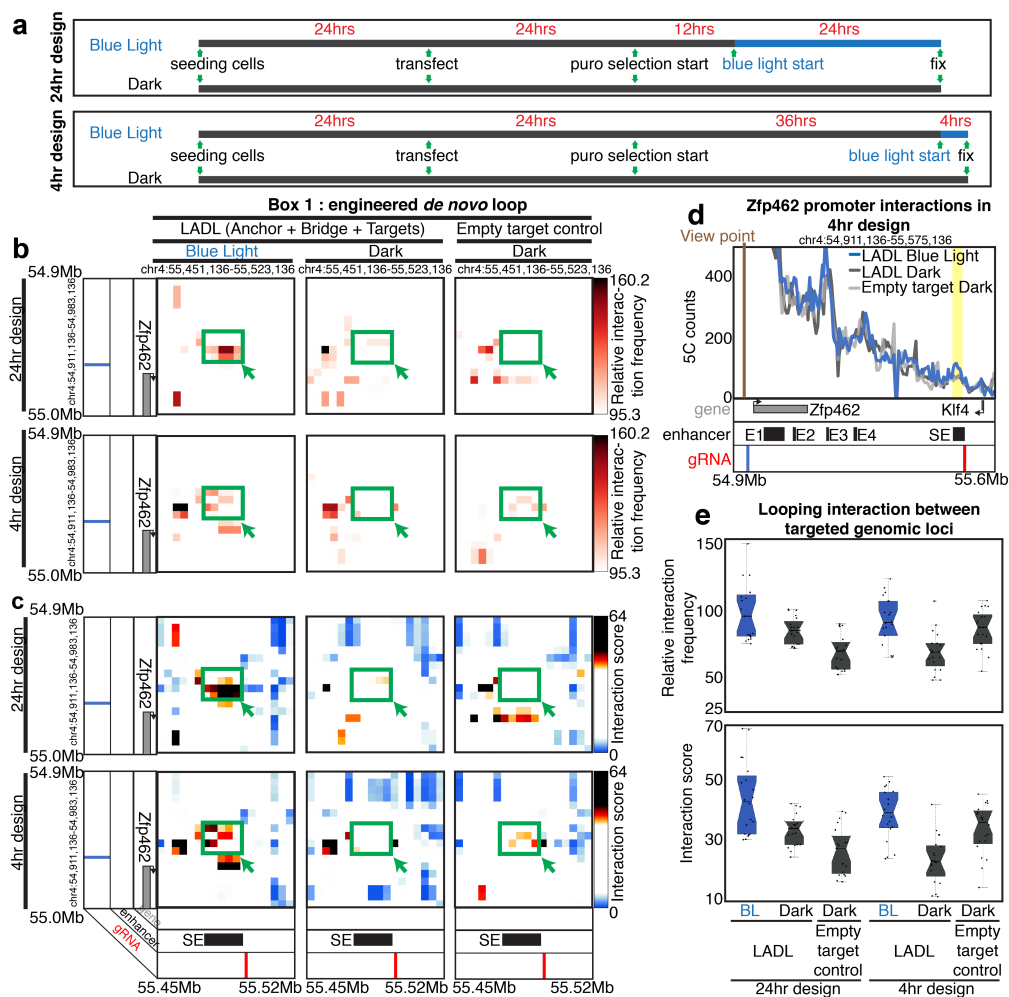 a
24hr design
24hrs 24hrs 12hrs 24hrs
Blue Light
seeding cells transfect puro selection start blue light start fix
Dark
4hr design
24hrs 24hrs 36hrs 4hrs
Blue Light
seeding cells transfect puro selection start blue light start fix
Dark
Box 1 : engineered de novo loop
LADL (Anchor + Bridge + Targets) Empty target control
Blue Light Dark Dark
b
chr4:55,451,136-55,523,136 chr4:55,451,136-55,523,136 chr4:55,451,136-55,523,136
24hr design
54.9Mb
chr4:54,911,136-54,983,136
Zfp462
55.0Mb
160.2
Relative interac-
tion frequency
95.3
4hr design
54.9Mb
chr4:54,911,136-54,983,136
Zfp462
55.0Mb
160.2
Relative interac-
tion frequency
95.3
c
24hr design
54.9Mb
chr4:54,911,136-54,983,136
Zfp462
55.0Mb
64
Interaction score
0
4hr design
54.9Mb
chr4:54,911,136-54,983,136
Zfp462
55.0Mb
64
Interaction score
0
gene
enhancer
gRNA
SE SE SE
55.45Mb 55.52Mb 55.45Mb 55.52Mb 55.45Mb 55.52Mb
d
Zfp462 promoter interactions in
4hr design
View point
chr4:54,911,136-55,575,136
LADL Blue Light
LADL Dark
Empty target Dark
5C counts
400
200
0
0
gene Zfp462 Klf4
enhancer E1 E2 E3 E4 SE
gRNA
54.9Mb 55.6Mb
e
Looping interaction between
targeted genomic loci
Relative interaction
frequency
150
100
50
25
Interaction score
70
50
30
10
BL Dark Dark BL Dark Dark
LADL Empty target control LADL Empty target control
24hr design 4hr design